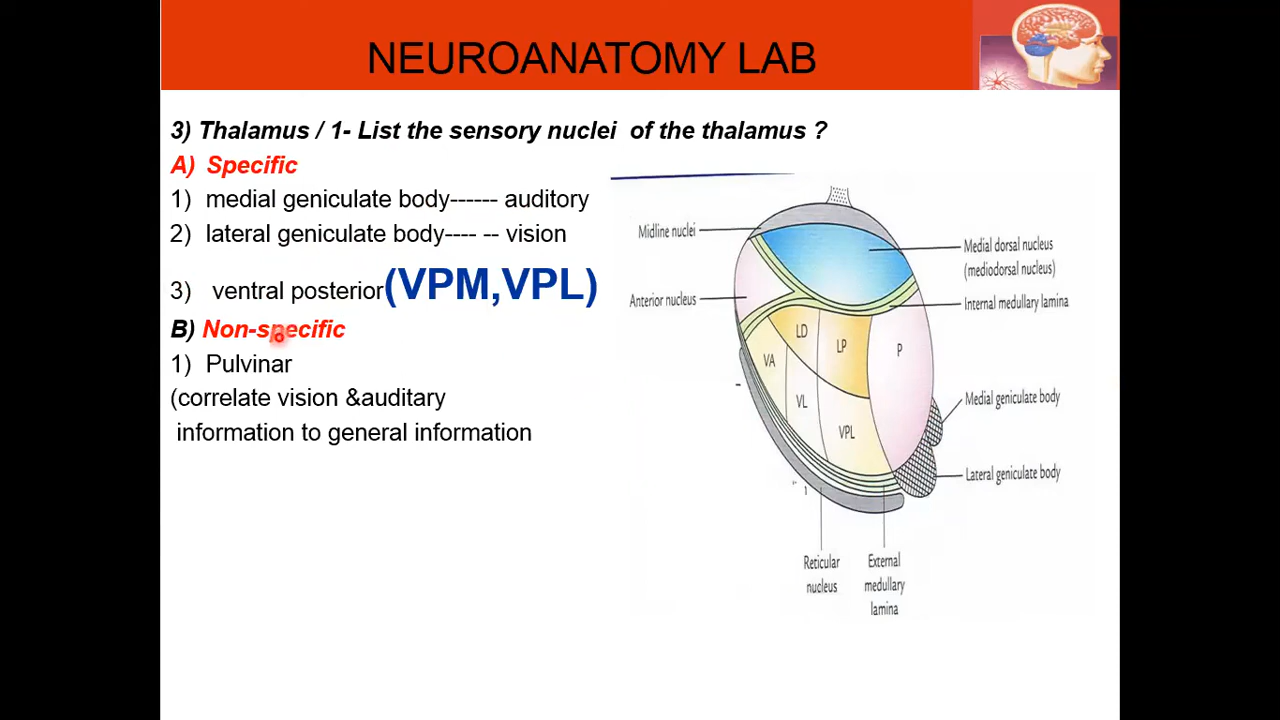 NEUROANATOMY LAB
3) Thalamus / 1- List the sensory nuclei of the thalamus ?
A) Specific
1) medial geniculate body------ auditory
2) lateral geniculate body---- -- vision
3) ventral posterior(VPM,VPL)
B) Non-specific
1) Pulvinar
(correlate vision &auditary
information to general information
Midline nuclei
Medial dorsal nucleus
(mediodorsal nucleus)
Anterior nucleus
Internal medullary lamina
LD
LP
P
VA
VL
VPL
Medial geniculate body
Lateral geniculate body
Reticular
nucleus
External
medullary
lamina